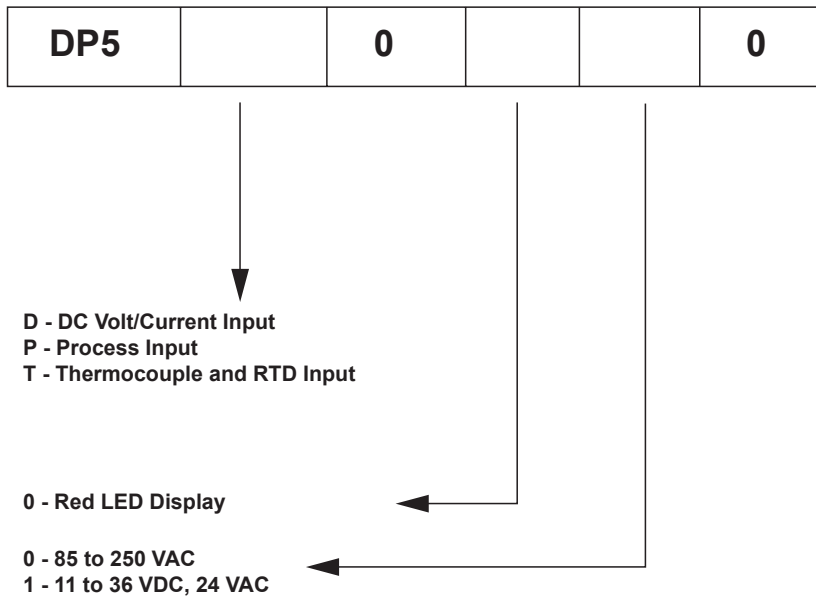 DP5 0 0
D - DC Volt/Current Input
P - Process Input
T - Thermocouple and RTD Input
0 - Red LED Display
0 - 85 to 250 VAC
1 - 11 to 36 VDC, 24 VAC